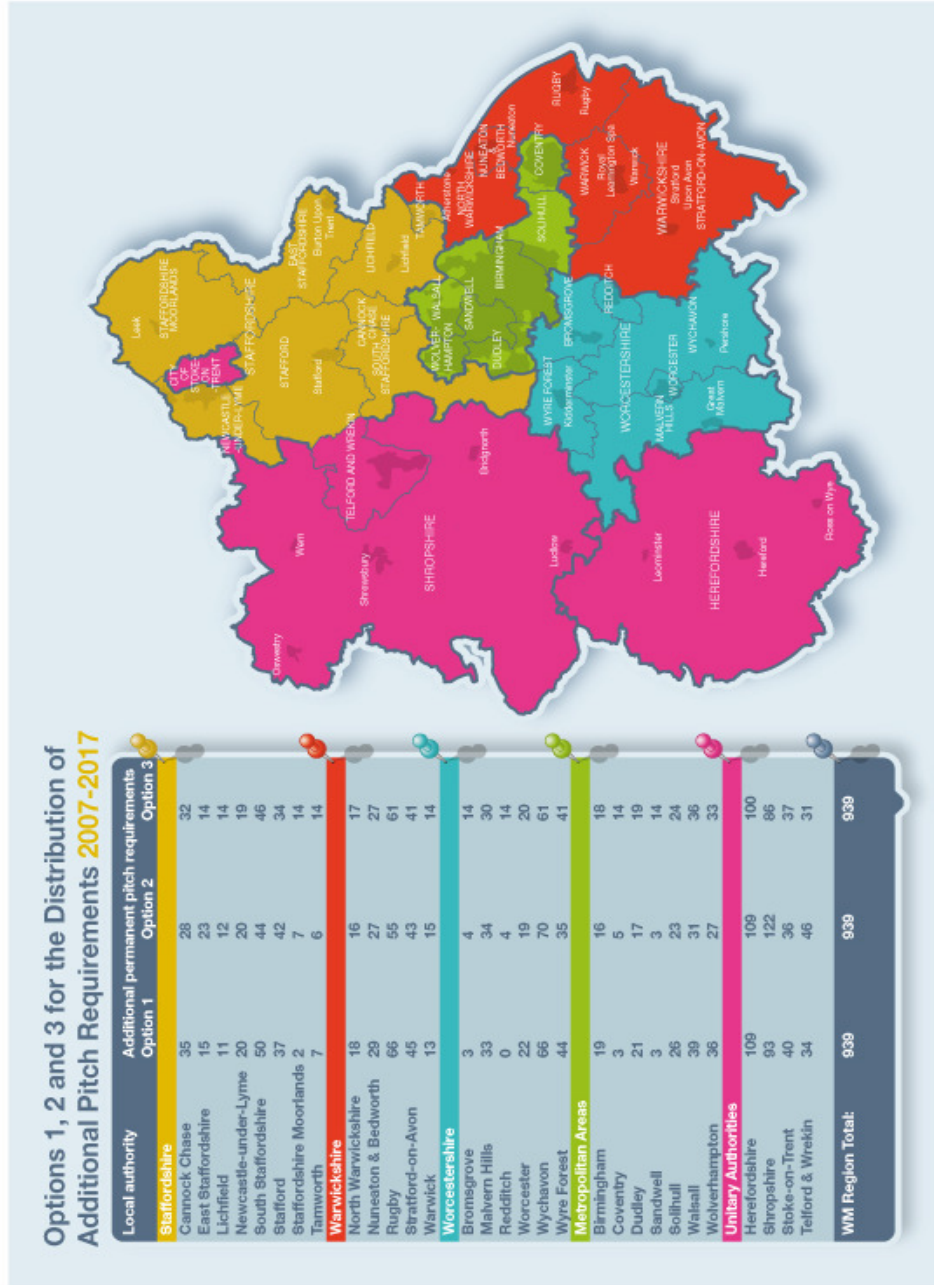 Options 1, 2 and 3 for the Distribution of
Additional Pitch Requirements 2007-2017
Local authority Additional permanent pitch requirements
Option 1 Option 2 Option 3
Staffordshire
Cannock Chase 35 28 32
East Staffordshire 15 23 14
Lichfield 11 12 14
Newcastle-under-Lyme 20 20 19
South Staffordshire 50 44 46
Stafford 37 42 34
Staffordshire Moorlands 2 7 14
Tamworth 7 6 14
Warwickshire
North Warwickshire 18 16 17
Nuneaton & Bedworth 29 27 27
Rugby 66 55 61
Stratford-on-Avon 45 43 41
Warwick 13 15 14
Worcestershire
Bromsgrove 3 4 14
Malvern Hills 33 34 30
Redditch 0 4 14
Worcester 22 19 20
Wychavon 66 70 61
Wyre Forest 44 35 41
Metropolitan Areas
Birmingham 19 16 18
Coventry 3 5 14
Dudley 21 17 19
Sandwell 3 3 14
Solihull 26 23 24
Walsall 39 31 36
Wolverhampton 36 27 33
Unitary Authorities
Herefordshire 109 109 100
Shropshire 93 122 86
Stoke-on-Trent 40 36 37
Telford & Wrekin 34 46 31
WM Region Total: 939 939 939
Leek
STAFFORDSHIRE
MOORLANDS
CITY
OF
STOKE-
ON
-TRENT
NEWCASTLE
-UNDER-LYME
STAFFORDSHIRE
EAST
STAFFORDSHIRE
Burton Upon
Trent
STAFFORD
Stafford
LICHFIELD
Lichfield
CANNOCK
CHASE
SOUTH
STAFFORDSHIRE
TAMWORTH
Oswestry
Wem
TELFORD AND WREKIN
Shrewsbury
SHROPSHIRE
Bridgnorth
Ludlow
WOLVER-
HAMPTON
WALSALL
SANDWELL
DUDLEY
BIRMINGHAM
SOLIHULL
COVENTRY
Atherstone
NORTH
WARWICKSHIRE
NUNEATON
&
BEDWORTH
Nuneaton
RUGBY
Rugby
WARWICK
Royal
Leamington Spa
Warwick
WARWICKSHIRE
Stratford
Upon Avon
STRATFORD-ON-AVON
WYRE FOREST
Kidderminster
BROMSGROVE
REDDITCH
WORCESTERSHIRE
MALVERN
HILLS
WORCESTER
WYCHAVON
Great
Malvern
Pershore
Leominster
HEREFORDSHIRE
Hereford
Ross on Wye